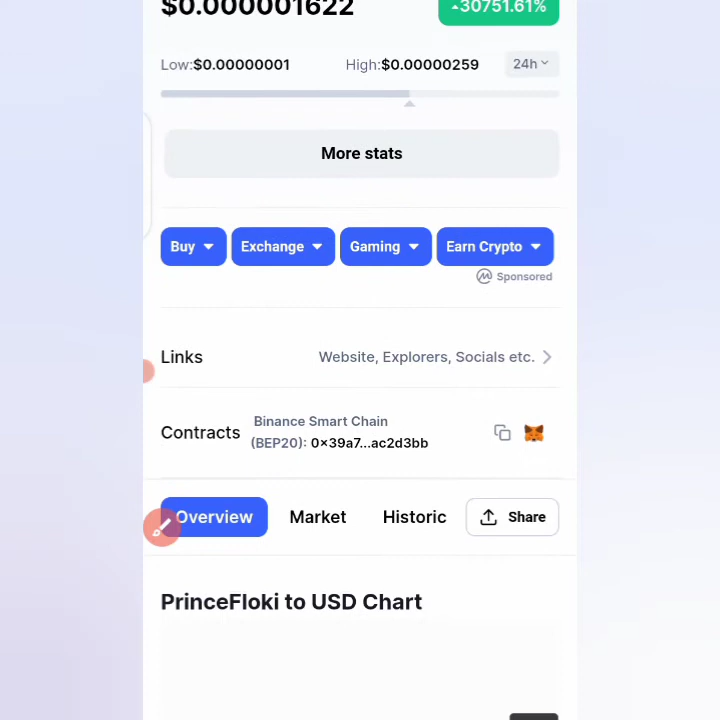 $0.000001622
30751.61%
Low:$0.00000001 High:$0.00000259 24h
More stats
Buy Exchange Gaming Earn Crypto
Sponsored
Links Website, Explorers, Socials etc.
Contracts Binance Smart Chain
(BEP20): 0x39a7...ac2d3bb
Overview Market Historic Share
PrinceFloki to USD Chart